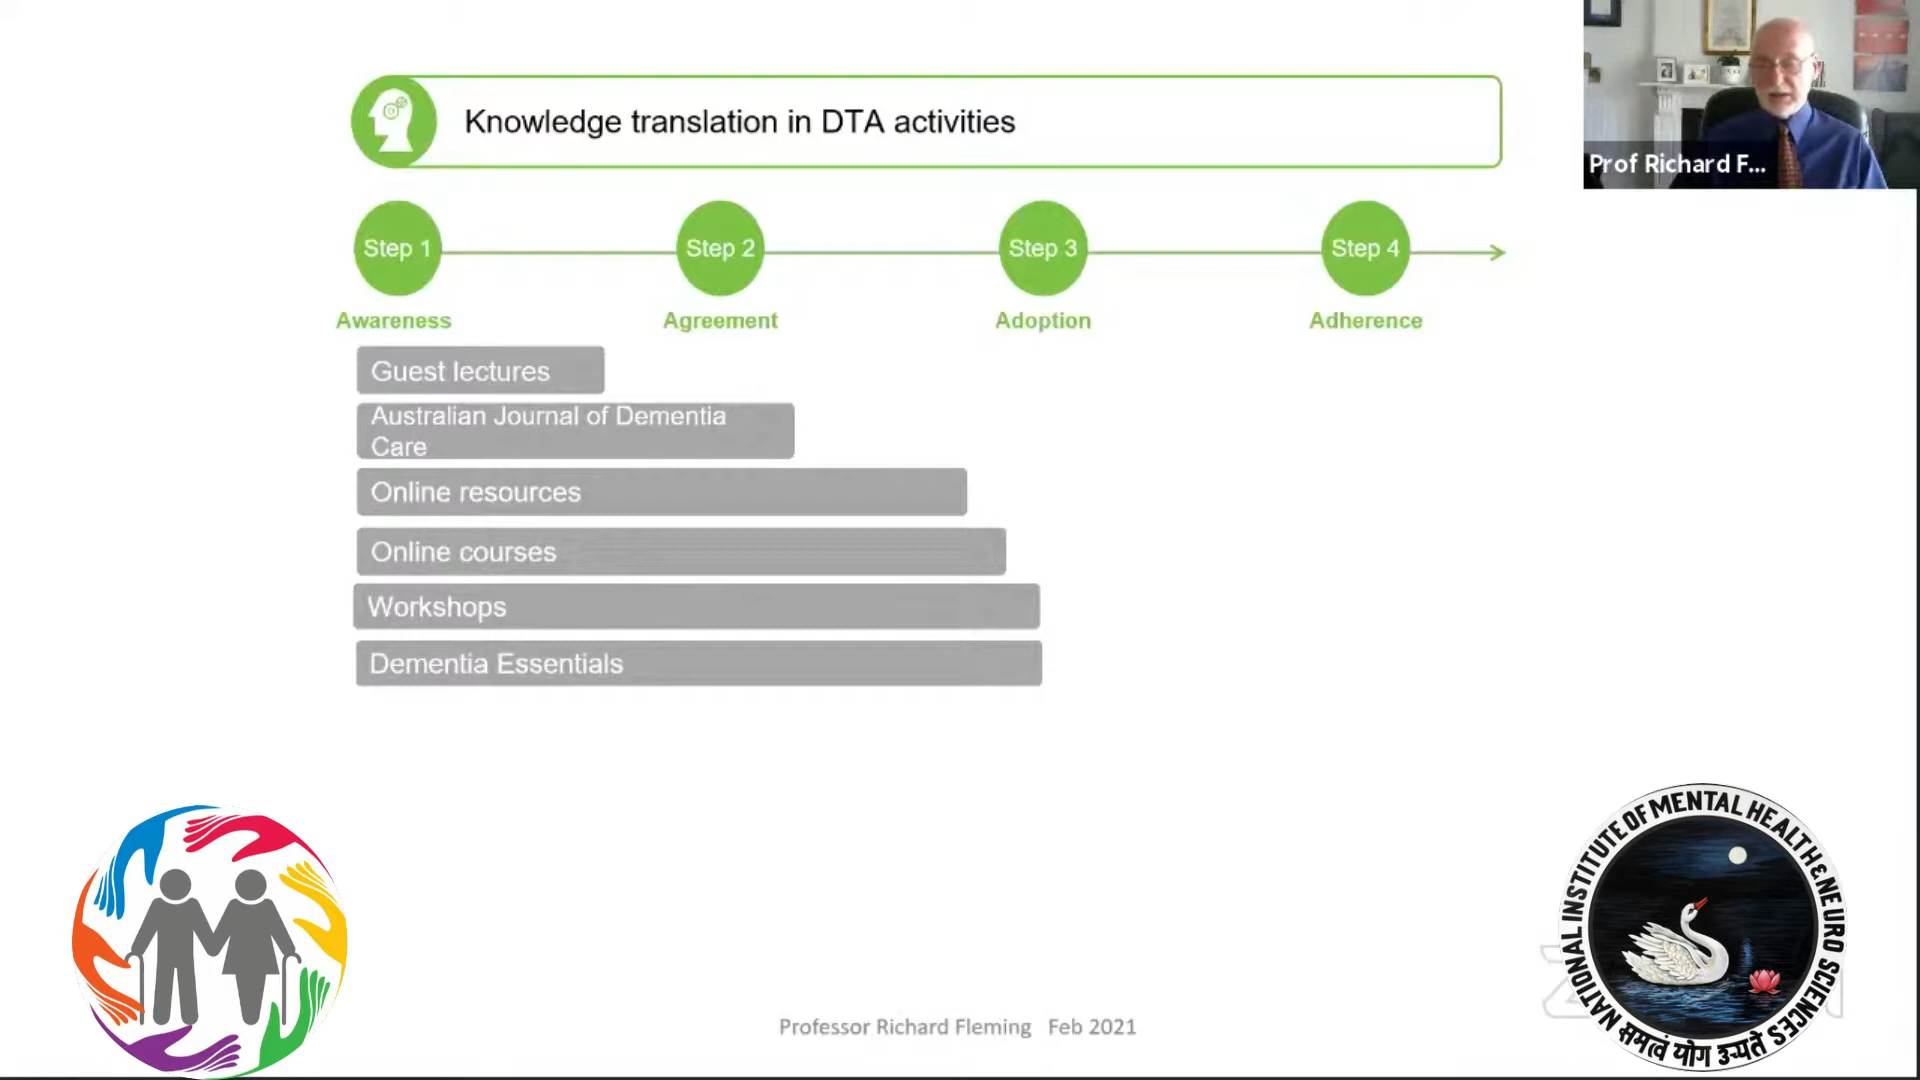 Knowledge translation in DTA activities
Prof Richard F...
Step 1
Step 2
Step 3
Step 4
Awareness
Agreement
Adoption
Adherence
Guest lectures
Australian Journal of Dementia
Care
Online resources
Online courses
Workshops
Dementia Essentials
NATIONAL INSTITUTE OF MENTAL HEALTH & NEURO SCIENCES
समत्वं योग उच्यते
Professor Richard Fleming Feb 2021